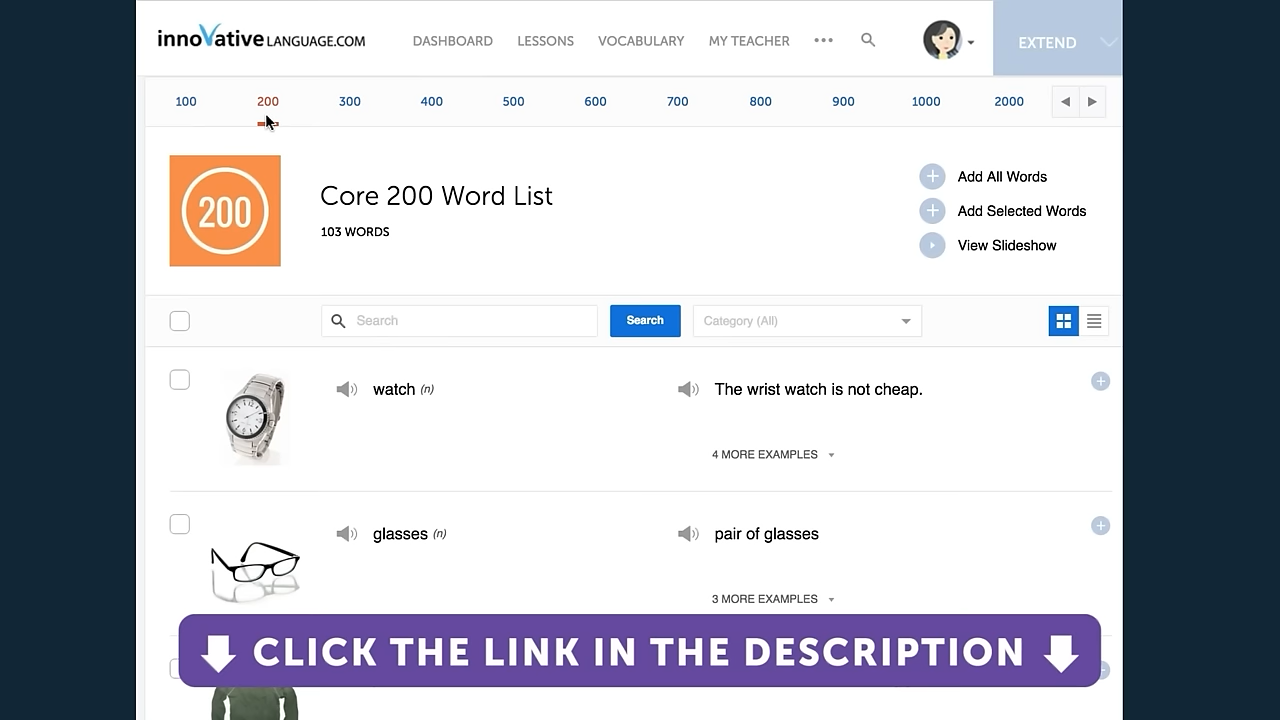 innoVative LANGUAGE.COM DASHBOARD LESSONS VOCABULARY MY TEACHER ••• EXTEND
100 200 300 400 500 600 700 800 900 1000 2000
200
Core 200 Word List
103 WORDS
Add All Words
Add Selected Words
View Slideshow
Search Search Category (All)
watch (n) The wrist watch is not cheap.
4 MORE EXAMPLES
glasses (n) pair of glasses
3 MORE EXAMPLES
CLICK THE LINK IN THE DESCRIPTION